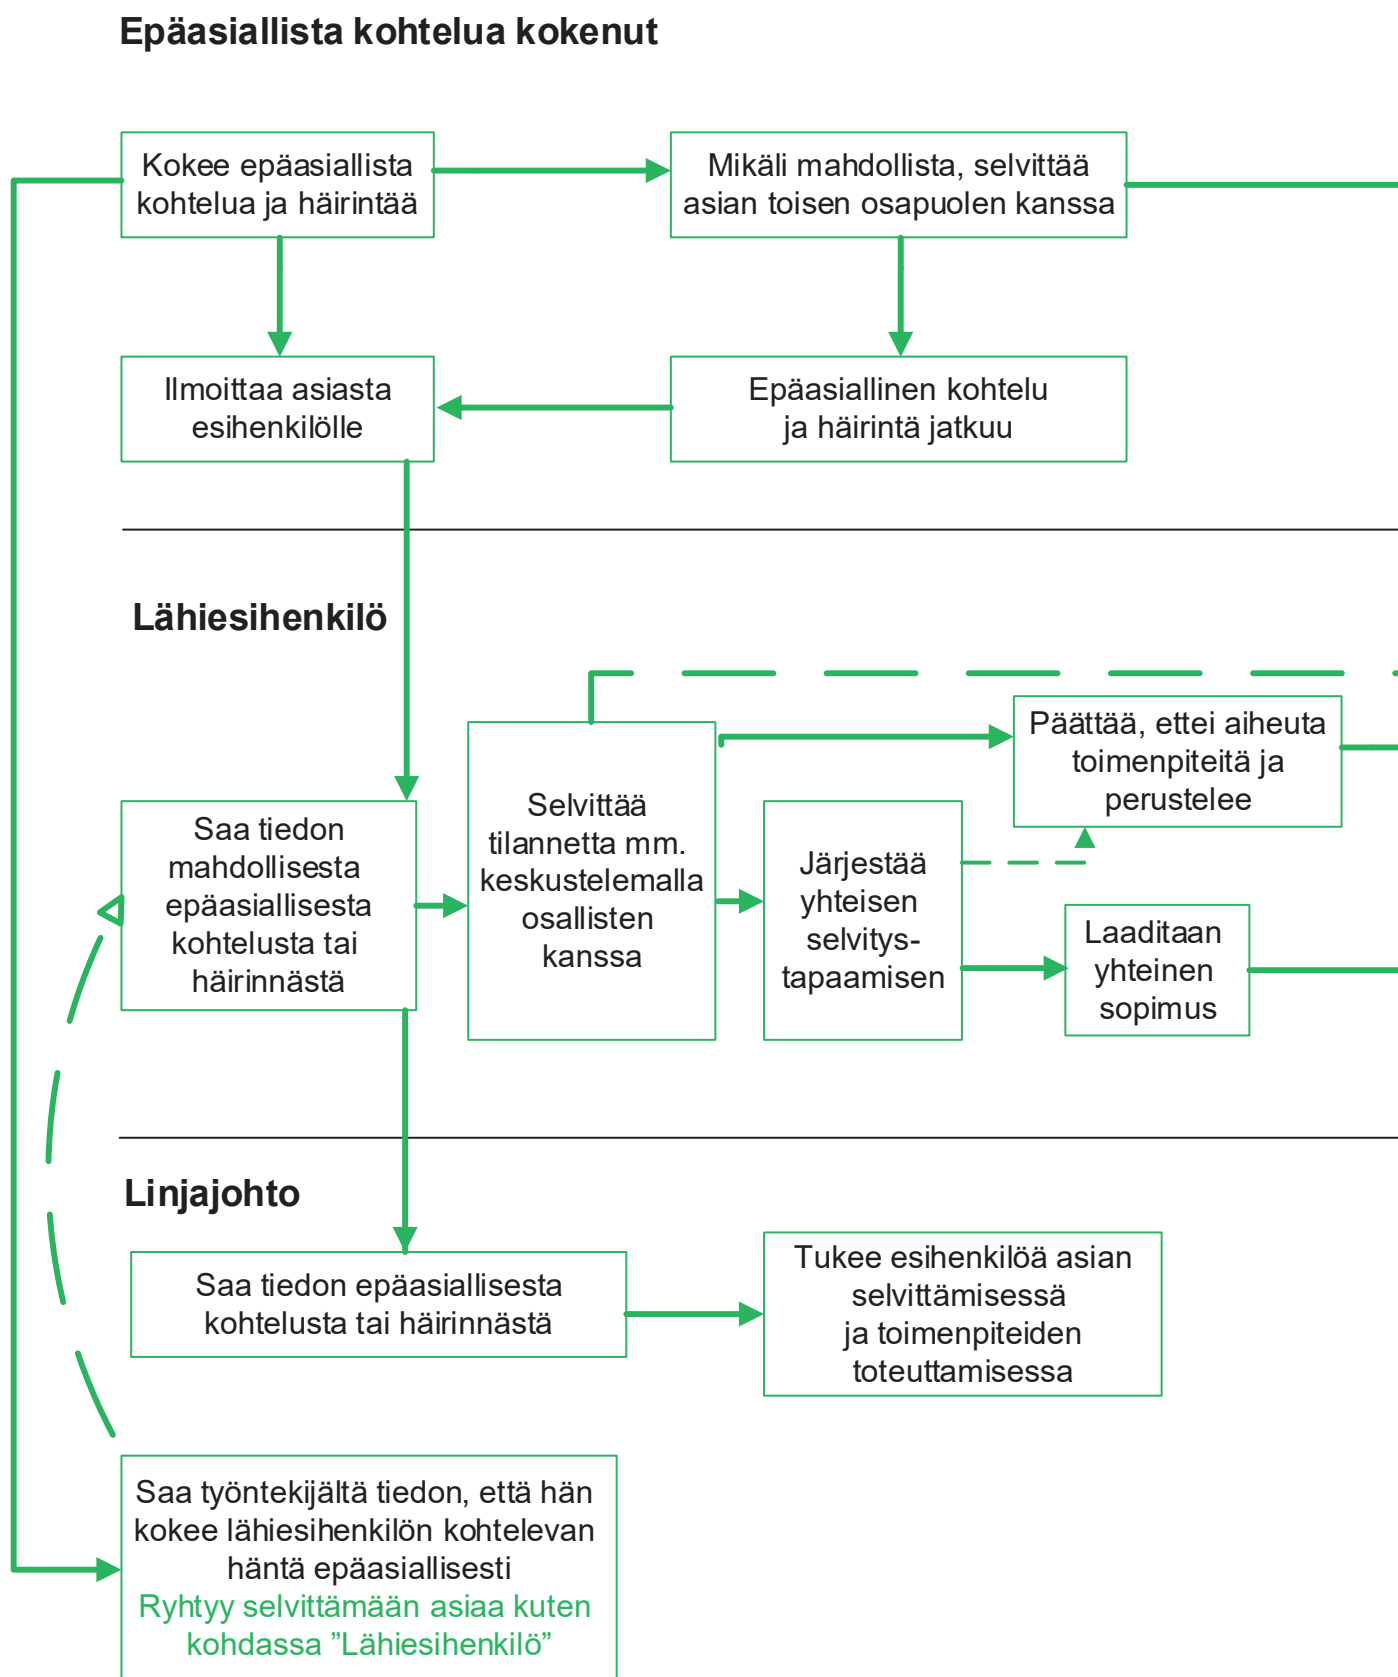 Epäasiallista kohtelua kokenut
Kokee epäasiallista
kohtelua ja häirintää
Mikäli mahdollista, selvittää
asian toisen osapuolen kanssa
Ilmoittaa asiasta
esihenkilölle
Epäasiallinen kohtelu
ja häirintä jatkuu
Lähiesihenkilö
Saa tiedon
mahdollisesta
epäasiallisesta
kohtelusta tai
häirinnästä
Selvittää
tilannetta mm.
keskustelemalla
osallisten
kanssa
Päättää, ettei aiheuta
toimenpiteitä ja
perustelee
Järjestää
yhteisen
selvitys-
tapaamisen
Laaditaan
yhteinen
sopimus
Linjajohto
Saa tiedon epäasiallisesta
kohtelusta tai häirinnästä
Tukee esihenkilöä asian
selvittämisessä
ja toimenpiteiden
toteuttamisessa
Saa työntekijältä tiedon, että hän
kokee lähiesihenkilön kohtelevan
häntä epäasiallisesti
Ryhtyy selvittämään asiaa kuten
kohdassa ”Lähiesihenkilö”